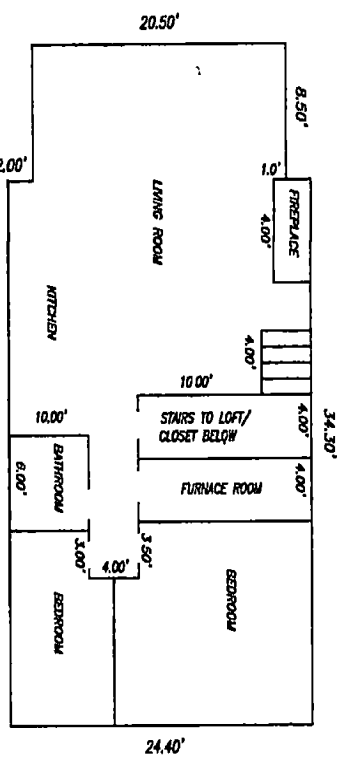 20.50'
8.50'
2.00'
1.0'
FIREPLACE
4.00'
LIVING ROOM
KITCHEN
4.00'
34.30'
10.00'
4.00'
STAIRS TO LOFT/
CLOSET BELOW
4.00'
FURNACE ROOM
10.00'
BATHROOM
6.00'
3.00'
4.00'
3.50'
BEDROOM
BEDROOM
24.40'